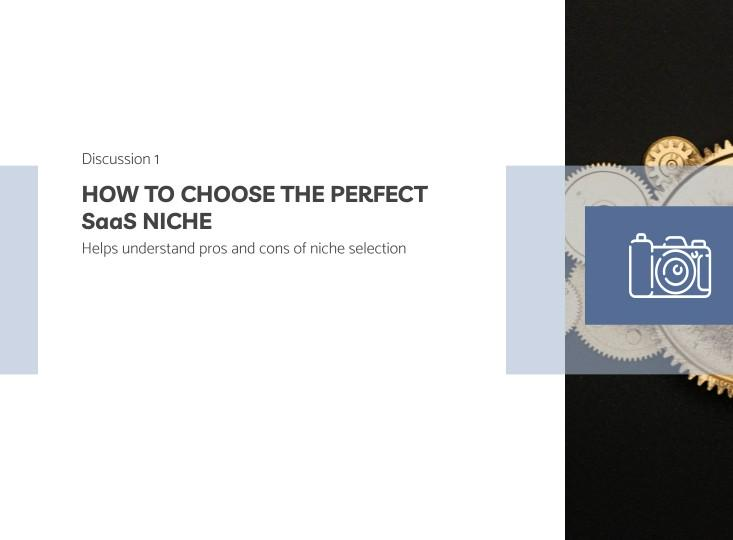 Discussion 1
HOW TO CHOOSE THE PERFECT
SaaS NICHE
Helps understand pros and cons of niche selection